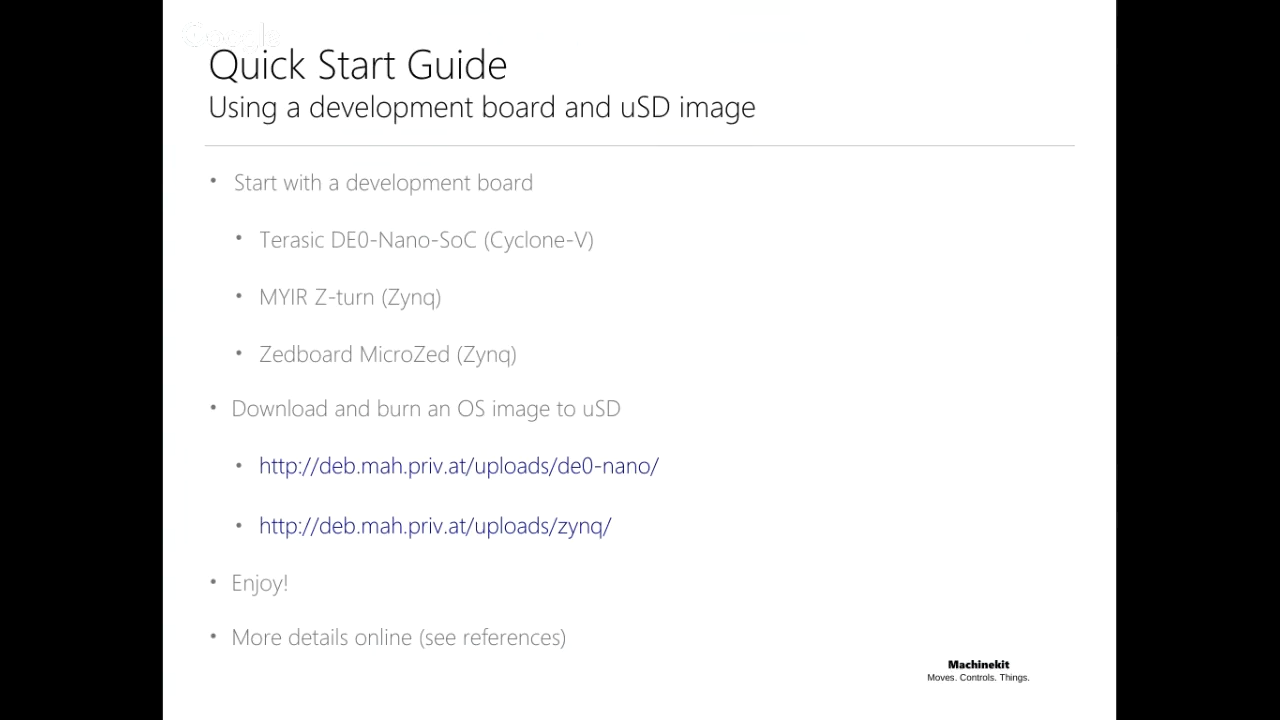 Google
Quick Start Guide
Using a development board and uSD image
• Start with a development board
• Terasic DE0-Nano-SoC (Cyclone-V)
• MYIR Z-turn (Zynq)
• Zedboard MicroZed (Zynq)
• Download and burn an OS image to uSD
• http://deb.mah.priv.at/uploads/de0-nano/
• http://deb.mah.priv.at/uploads/zynq/
• Enjoy!
• More details online (see references)
Machinekit
Moves. Controls. Things.